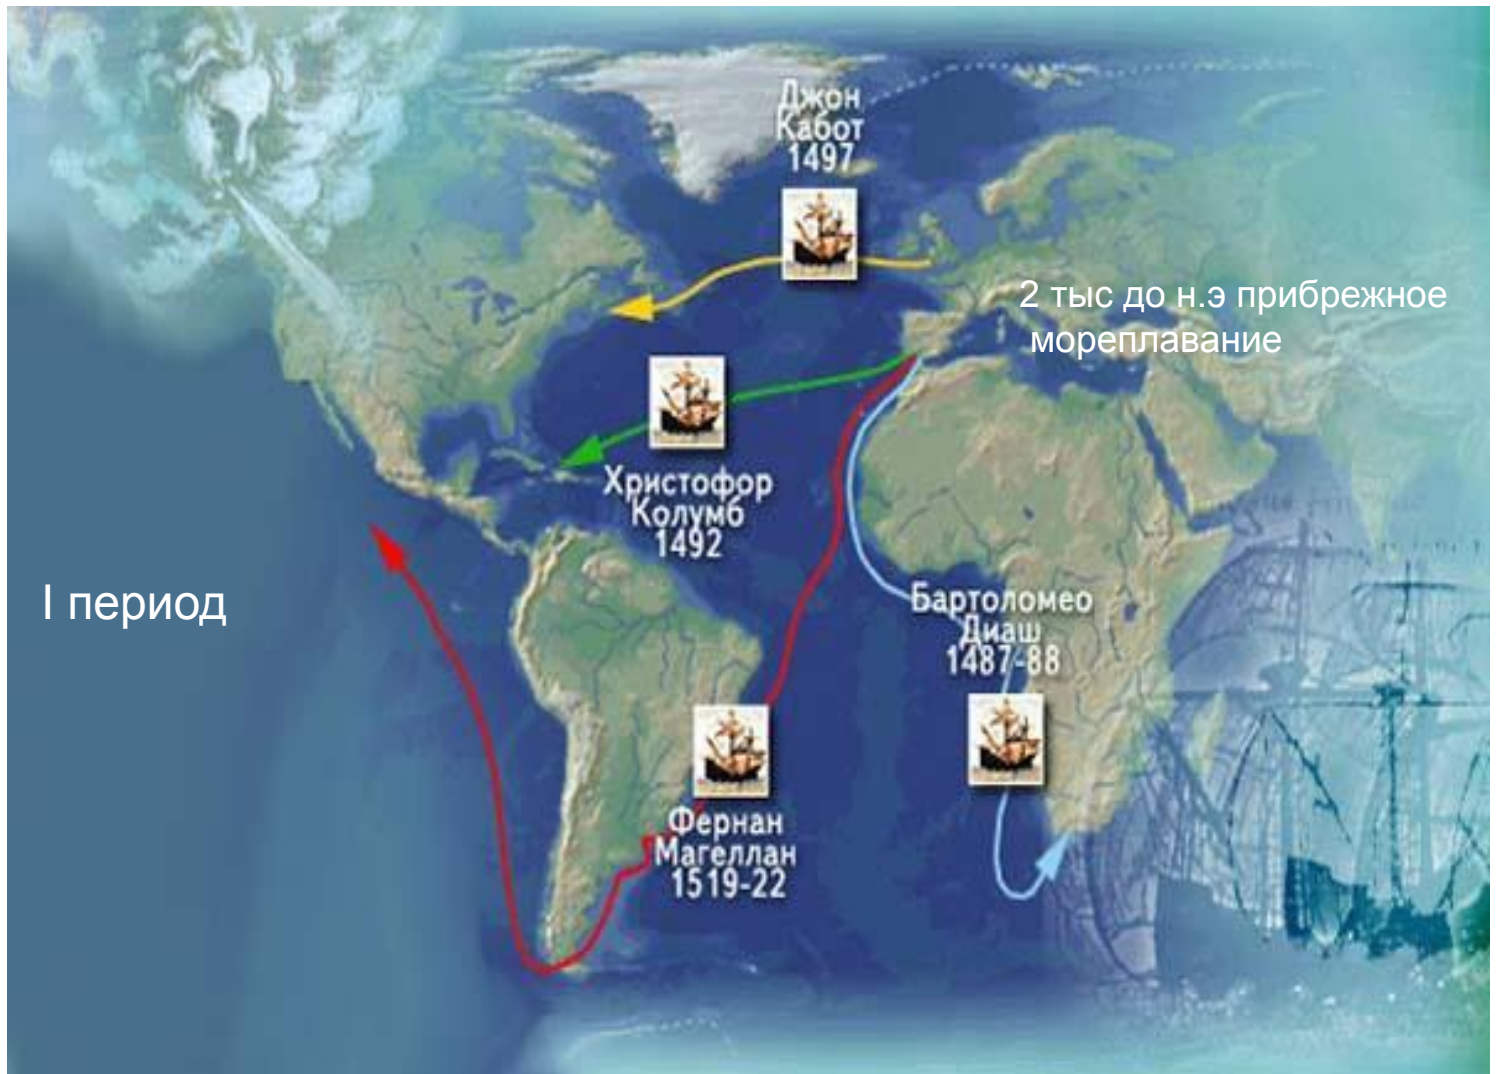 Джон
Кабот
1497
2 тыс до н.э прибрежное
мореплавание
Христофор
Колумб
1492
I период
Бартоломео
Диаш
1487-88
Фернан
Магеллан
1519-22